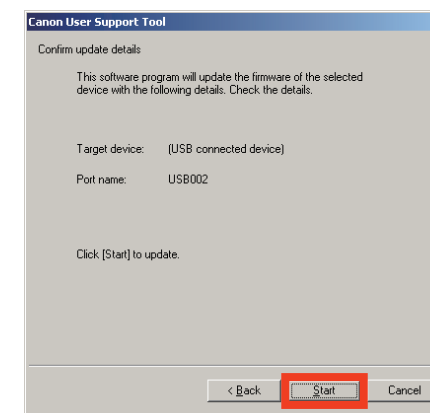 Canon User Support Tool
Confirm update details
This software program will update the firmware of the selected
device with the following details. Check the details.
Target device: (USB connected device)
Port name: USB002
Click [Start] to update.
< Back Start Cancel